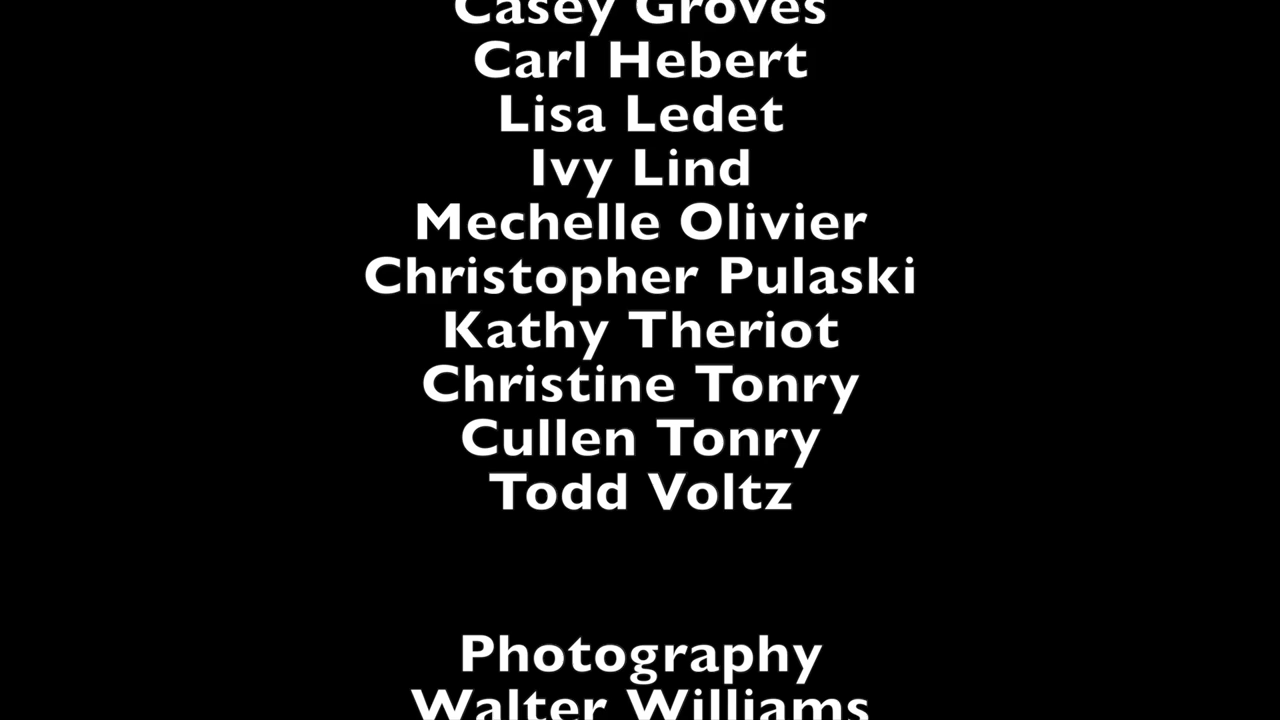 Casey Groves
Carl Hebert
Lisa Ledet
Ivy Lind
Mechelle Olivier
Christopher Pulaski
Kathy Theriot
Christine Tonry
Cullen Tonry
Todd Voltz
Photography
Walter Williams